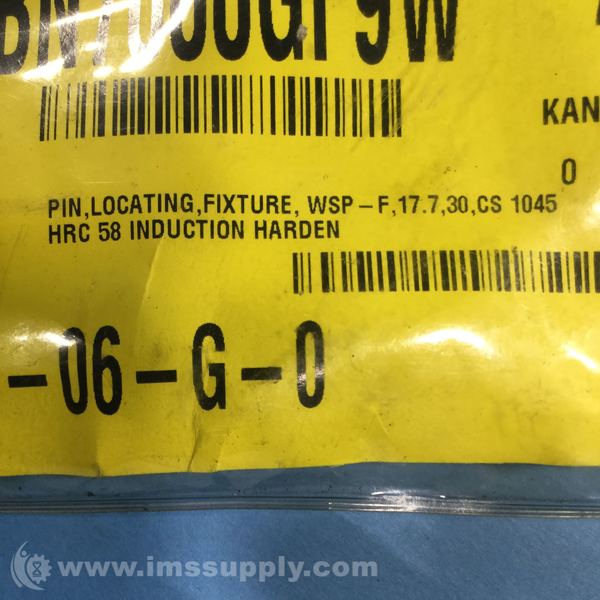 KAN
0
PIN,LOCATING,FIXTURE, WSP-F,17.7,30,CS 1045
HRC 58 INDUCTION HARDEN
-06-G-0
www.imssupply.com